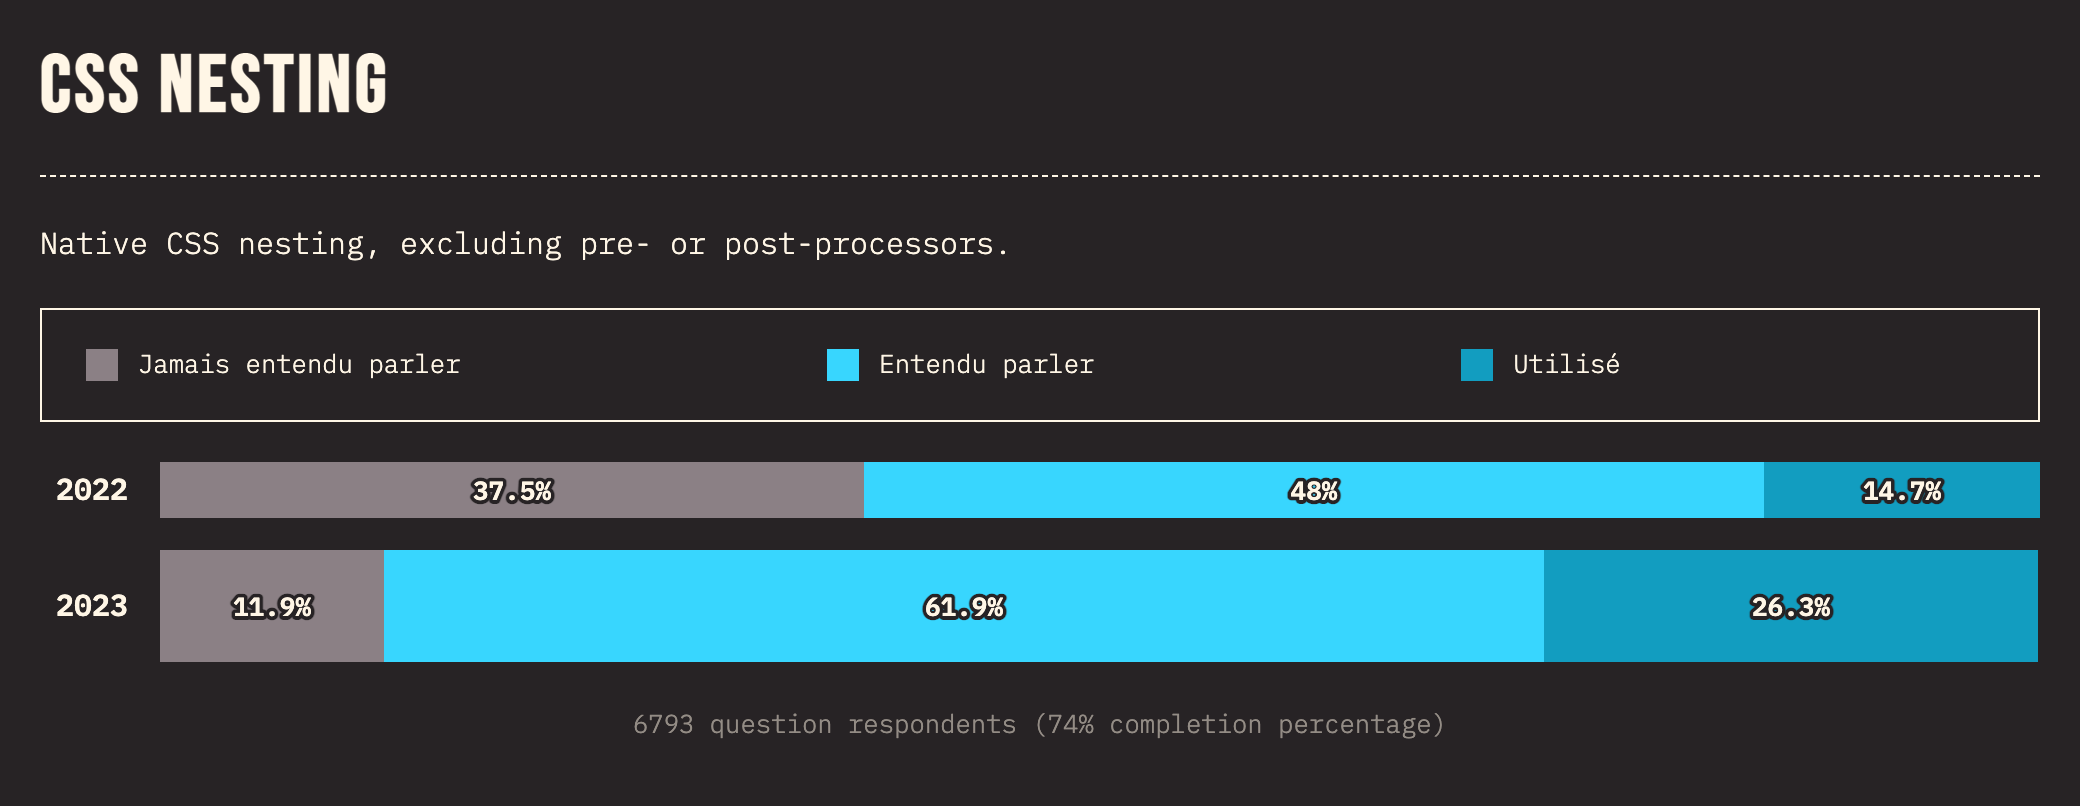 CSS NESTING
Native CSS nesting, excluding pre- or post-processors.
Jamais entendu parler Entendu parler Utilisé
2022 37.5% 48% 14.7%
2023 11.9% 61.9% 26.3%
6793 question respondents (74% completion percentage)